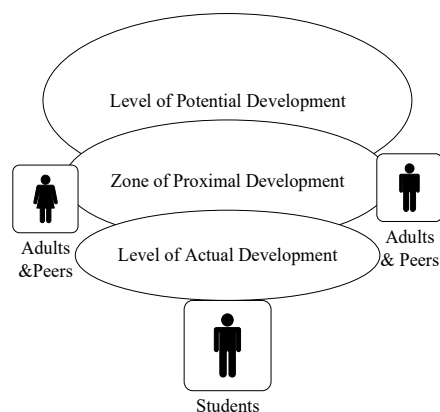 Level of Potential Development
Zone of Proximal Development
Adults
&Peers
Adults
& Peers
Level of Actual Development
Students